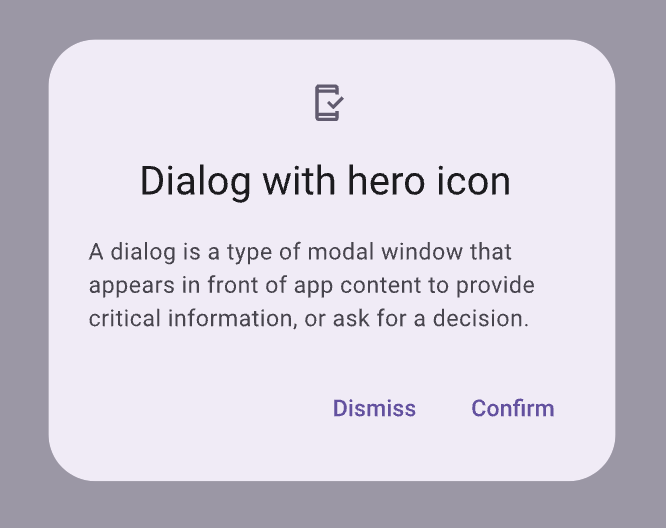 Dialog with hero icon
A dialog is a type of modal window that
appears in front of app content to provide
critical information, or ask for a decision.
Dismiss Confirm